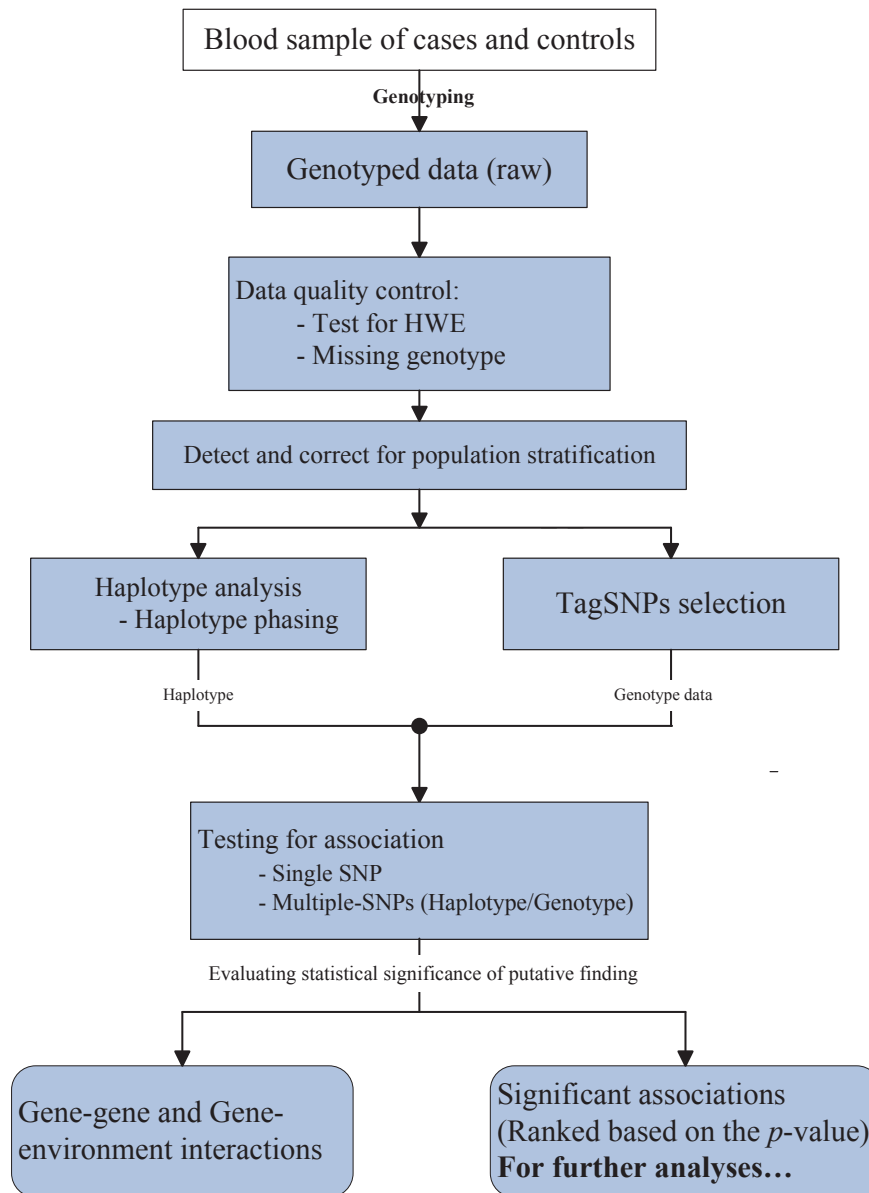 Blood sample of cases and controls
Genotyping
Genotyped data (raw)
Data quality control:
- Test for HWE
- Missing genotype
Detect and correct for population stratification
Haplotype analysis
- Haplotype phasing
TagSNPs selection
Haplotype
Genotype data
Testing for association
- Single SNP
- Multiple-SNPs (Haplotype/Genotype)
Evaluating statistical significance of putative finding
Gene-gene and Gene-
environment interactions
Significant associations
(Ranked based on the p-value)
For further analyses…